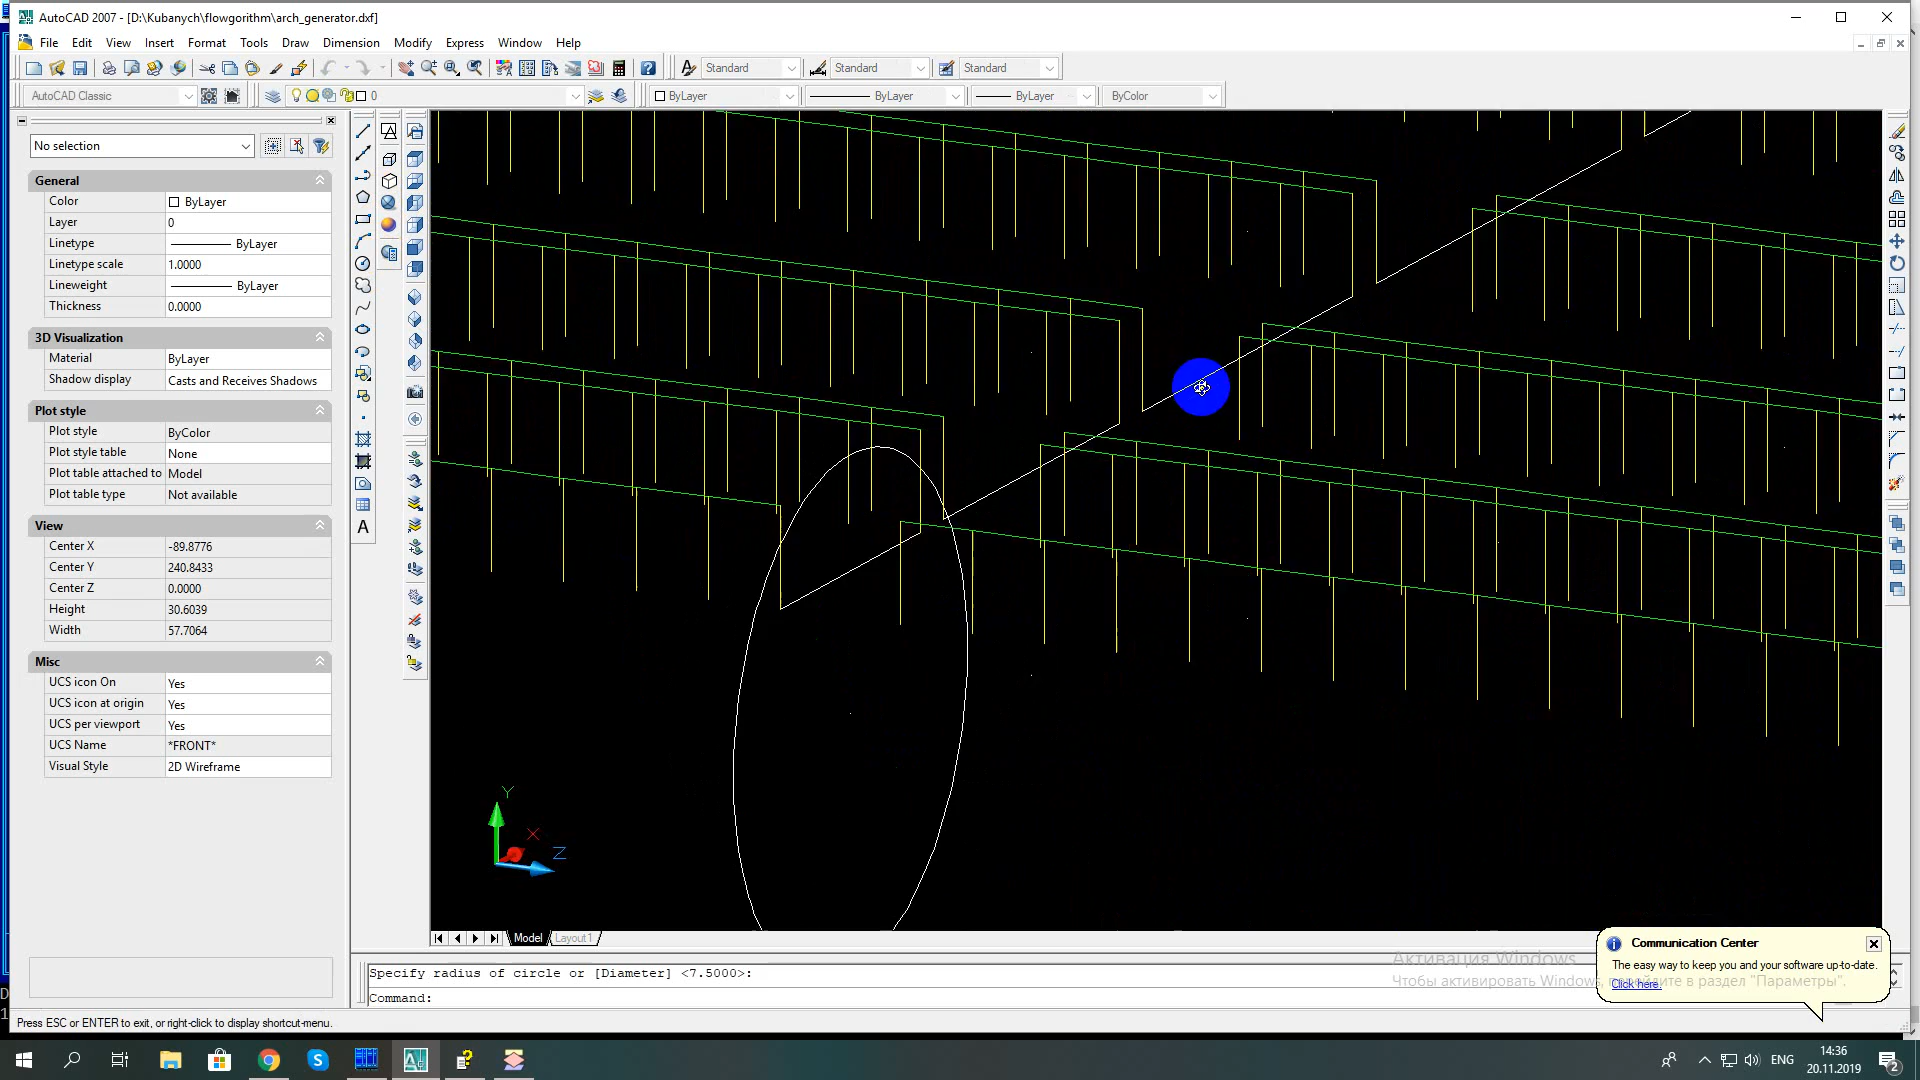 AutoCAD 2007 - [D:\Kubanych\flowgorithm\arch_generator.dxf]
File Edit View Insert Format Tools Draw Dimension Modify Express Window Help
Standard Standard Standard
AutoCAD Classic 0 ByLayer ByLayer ByLayer ByColor
No selection
General
Color ByLayer
Layer 0
Linetype ByLayer
Linetype scale 1.0000
Lineweight ByLayer
Thickness 0.0000
3D Visualization
Material ByLayer
Shadow display Casts and Receives Shadows
Plot style
Plot style ByColor
Plot style table None
Plot table attached to Model
Plot table type Not available
View
Center X -89.8776
Center Y 240.8433
Center Z 0.0000
Height 30.6039
Width 57.7064
Misc
UCS icon On Yes
UCS icon at origin Yes
UCS per viewport Yes
UCS Name *FRONT*
Visual Style 2D Wireframe
A
Y
X
Z
Model Layout1
Specify radius of circle or [Diameter] <7.5000>:
Command:
Активация Windows
Чтобы активировать Windows, перейдите в раздел "Параметры".
Communication Center
The easy way to keep you and your software up-to-date.
Click here.
Press ESC or ENTER to exit, or right-click to display shortcut-menu.
ENG
14:36
20.11.2019
2